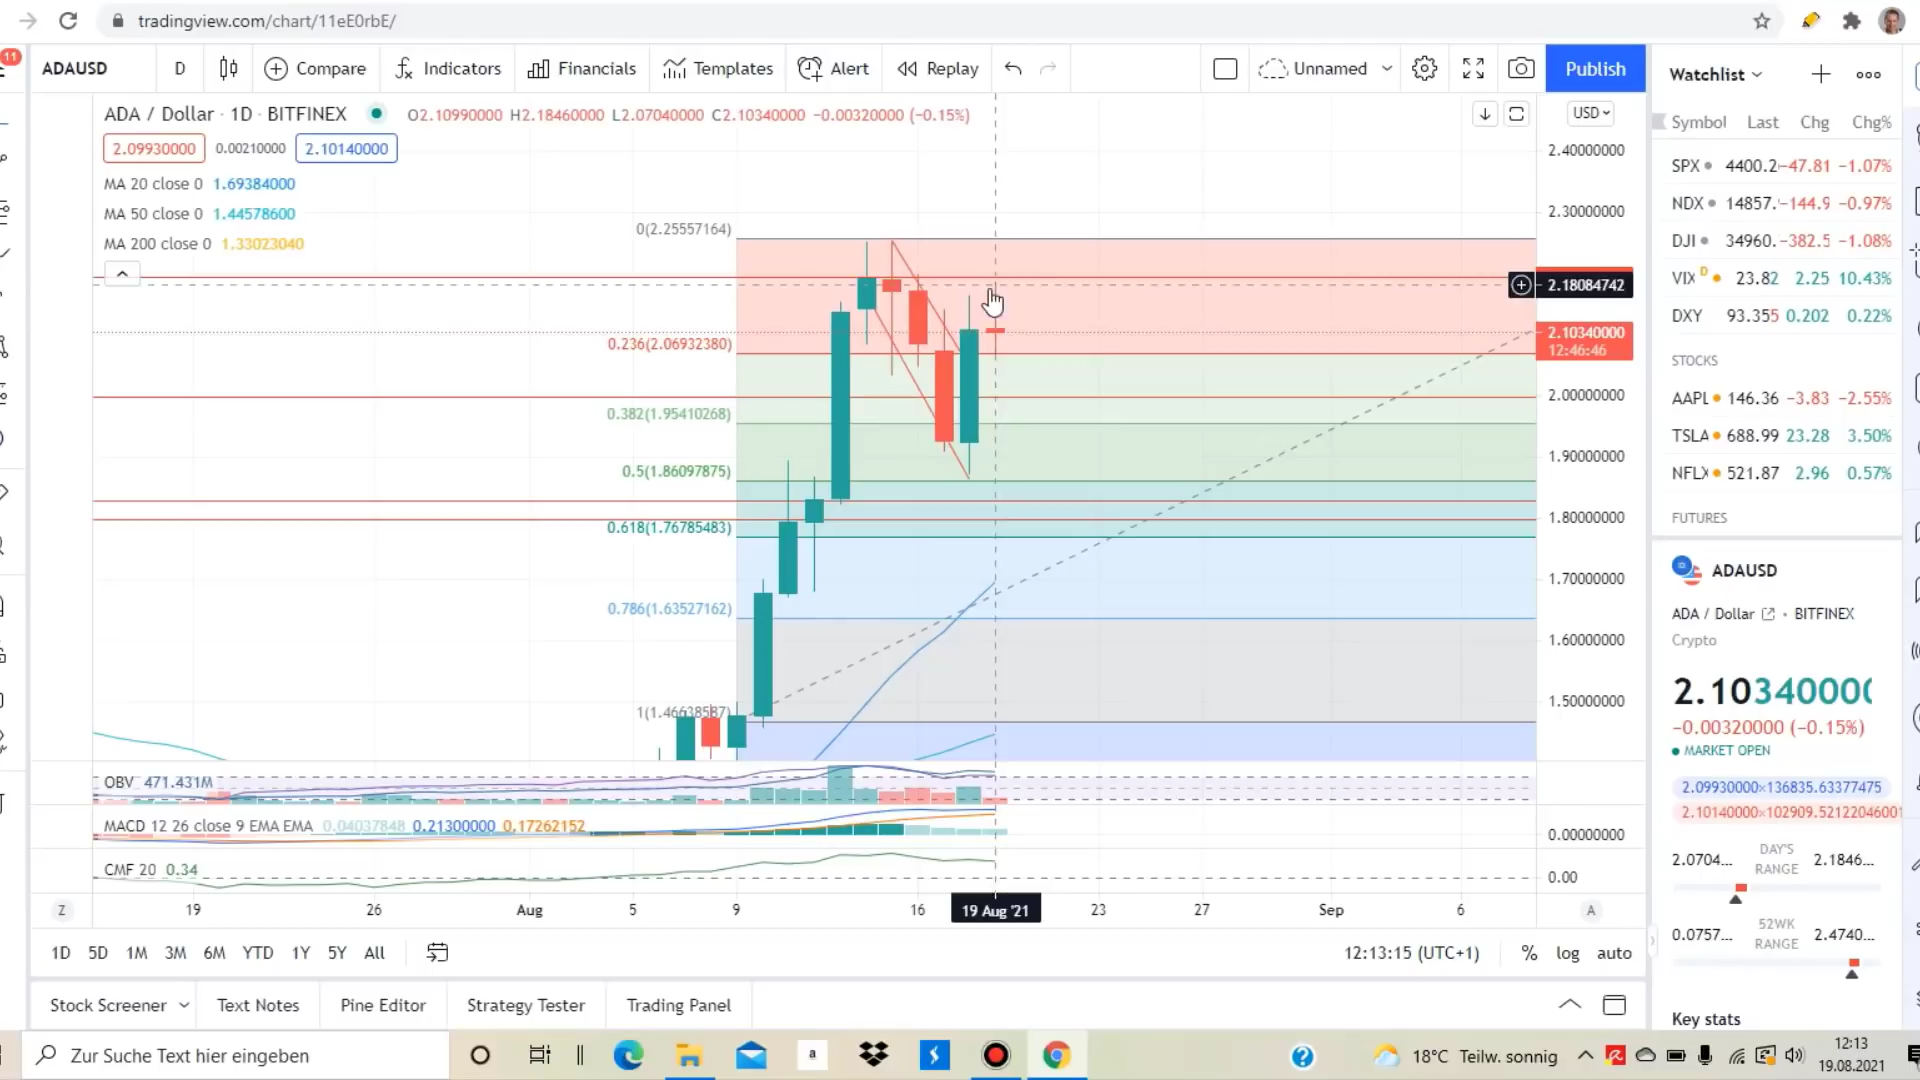 tradingview.com/chart/11eE0rbE/
11
ADAUSD D Compare Indicators Financials Templates Alert Replay Unnamed Publish
Watchlist
ADA / Dollar · 1D · BITFINEX O2.10990000 H2.18460000 L2.07040000 C2.10340000 −0.00320000 (−0.15%)
USD
Symbol Last Chg Chg%
2.09930000 0.00210000 2.10140000
MA 20 close 0 1.69384000
MA 50 close 0 1.44578600
MA 200 close 0 1.33023040
0(2.25557164)
0.236(2.06932380)
0.382(1.95410268)
0.5(1.86097875)
0.618(1.76785483)
0.786(1.63527162)
1(1.46638587)
2.40000000
2.30000000
2.18084742
2.10340000
12:46:46
2.00000000
1.90000000
1.80000000
1.70000000
1.60000000
1.50000000
OBV 471.431M
MACD 12 26 close 9 EMA EMA 0.04037848 0.21300000 0.17262152
0.00000000
CMF 20 0.34
0.00
Z 19 26 Aug 5 9 16 19 Aug '21 23 27 Sep 6 A
1D 5D 1M 3M 6M YTD 1Y 5Y All
12:13:15 (UTC+1) % log auto
Stock Screener Text Notes Pine Editor Strategy Tester Trading Panel
SPX 4400.2 −47.81 −1.07%
NDX 14857. −144.9 −0.97%
DJI 34960. −382.5 −1.08%
VIX D 23.82 2.25 10.43%
DXY 93.355 0.202 0.22%
STOCKS
AAPL 146.36 −3.83 −2.55%
TSLA 688.99 23.28 3.50%
NFLX 521.87 2.96 0.57%
FUTURES
ADAUSD
ADA / Dollar · BITFINEX
Crypto
2.10340000
−0.00320000 (−0.15%)
MARKET OPEN
2.09930000×136835.63377475
2.10140000×102909.52122046001
2.0704... DAY'S RANGE 2.1846...
0.0757... 52WK RANGE 2.4740...
Key stats
Zur Suche Text hier eingeben
a
18°C Teilw. sonnig
12:13
19.08.2021